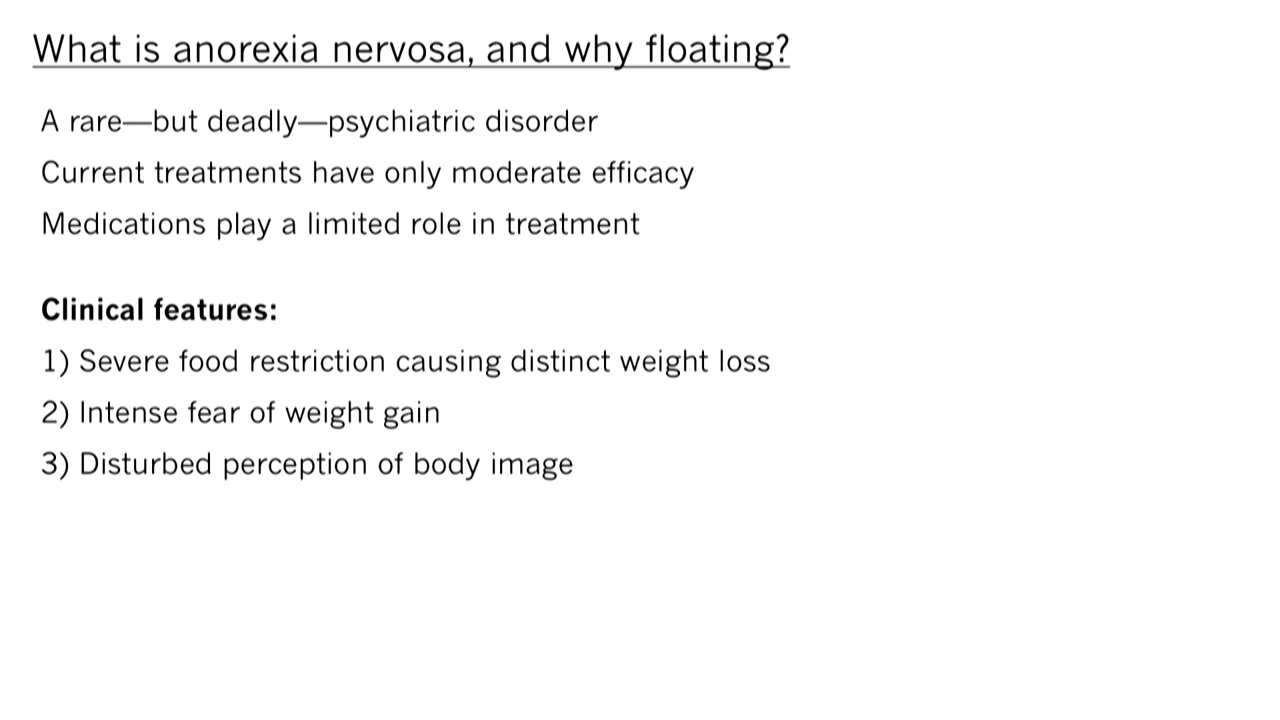 What is anorexia nervosa, and why floating?
A rare—but deadly—psychiatric disorder
Current treatments have only moderate efficacy
Medications play a limited role in treatment
Clinical features:
1) Severe food restriction causing distinct weight loss
2) Intense fear of weight gain
3) Disturbed perception of body image